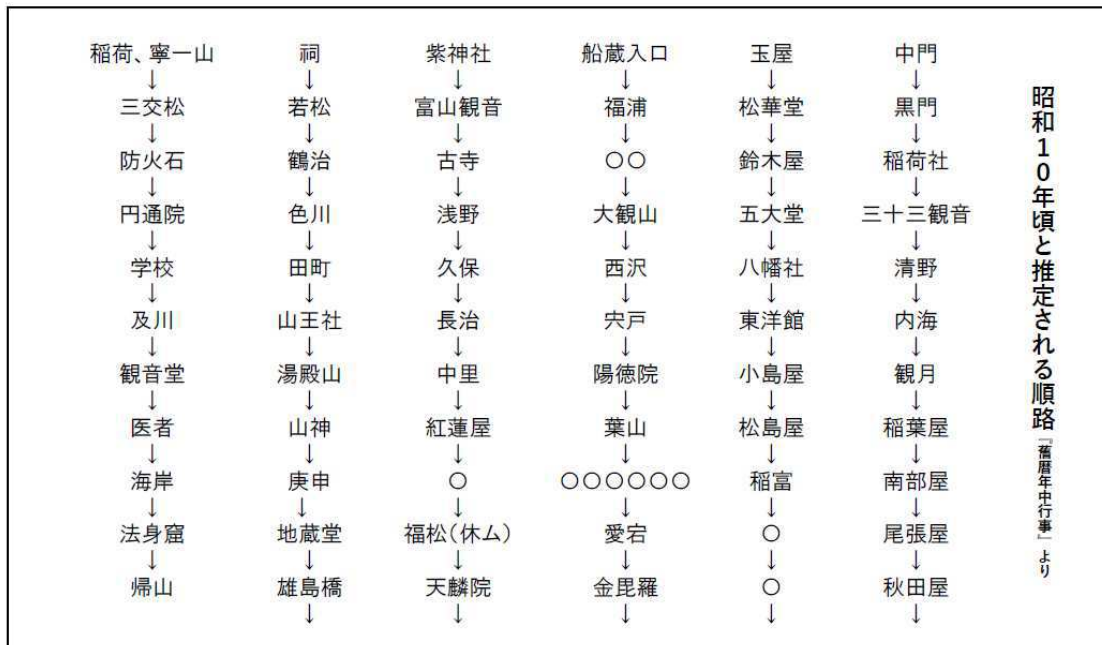 昭和10年頃と推定される順路『舊暦年中行事』より
中門
↓
黒門
↓
稲荷社
↓
三十三観音
↓
清野
↓
内海
↓
観月
↓
稲葉屋
↓
南部屋
↓
尾張屋
↓
秋田屋
↓
玉屋
↓
松華堂
↓
鈴木屋
↓
五大堂
↓
八幡社
↓
東洋館
↓
小島屋
↓
松島屋
↓
稲富
↓
○
↓
○
↓
船蔵入口
↓
福浦
↓
○○
↓
大観山
↓
西沢
↓
宍戸
↓
陽徳院
↓
葉山
↓
○○○○○○
↓
愛宕
↓
金毘羅
↓
紫神社
↓
富山観音
↓
古寺
↓
浅野
↓
久保
↓
長治
↓
中里
↓
紅蓮屋
↓
○
↓
福松（休ム）
↓
天麟院
↓
祠
↓
若松
↓
鶴治
↓
色川
↓
田町
↓
山王社
↓
湯殿山
↓
山神
↓
庚申
↓
地蔵堂
↓
雄島橋
↓
稲荷、寧一山
↓
三交松
↓
防火石
↓
円通院
↓
学校
↓
及川
↓
観音堂
↓
医者
↓
海岸
↓
法身窟
↓
帰山